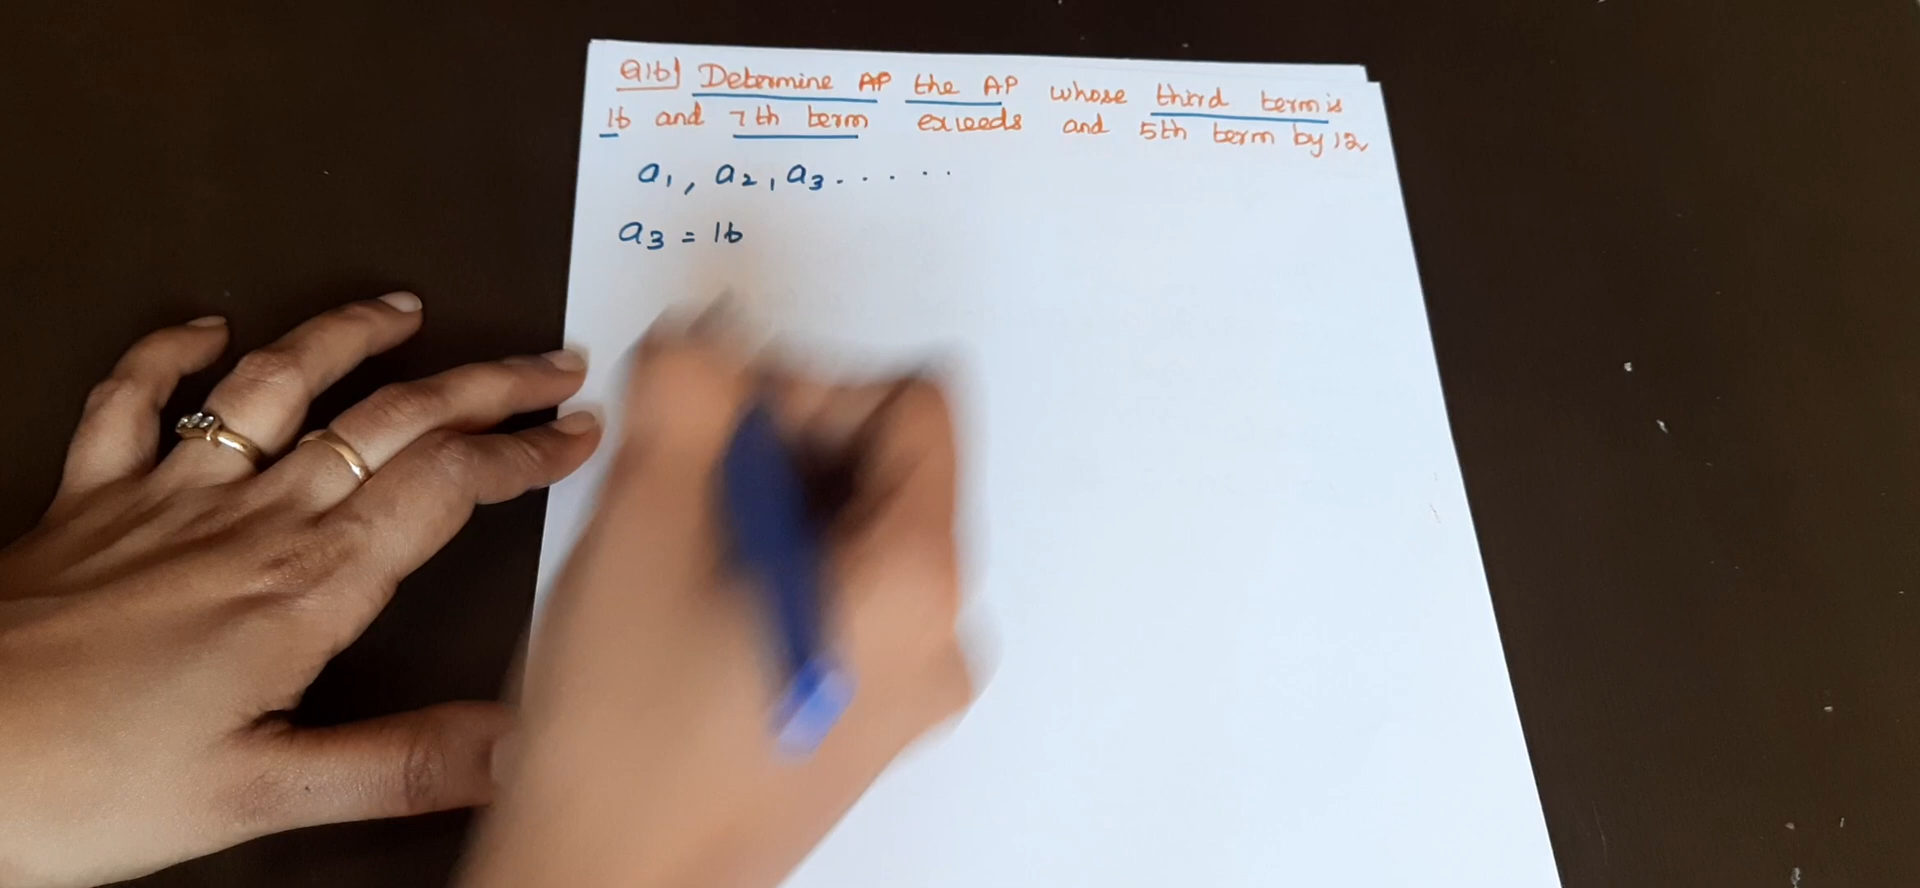 Q16) Determine AP the AP whose third term is
16 and 7th term exceeds and 5th term by 12
a₁, a₂, a₃......
a₃ = 16